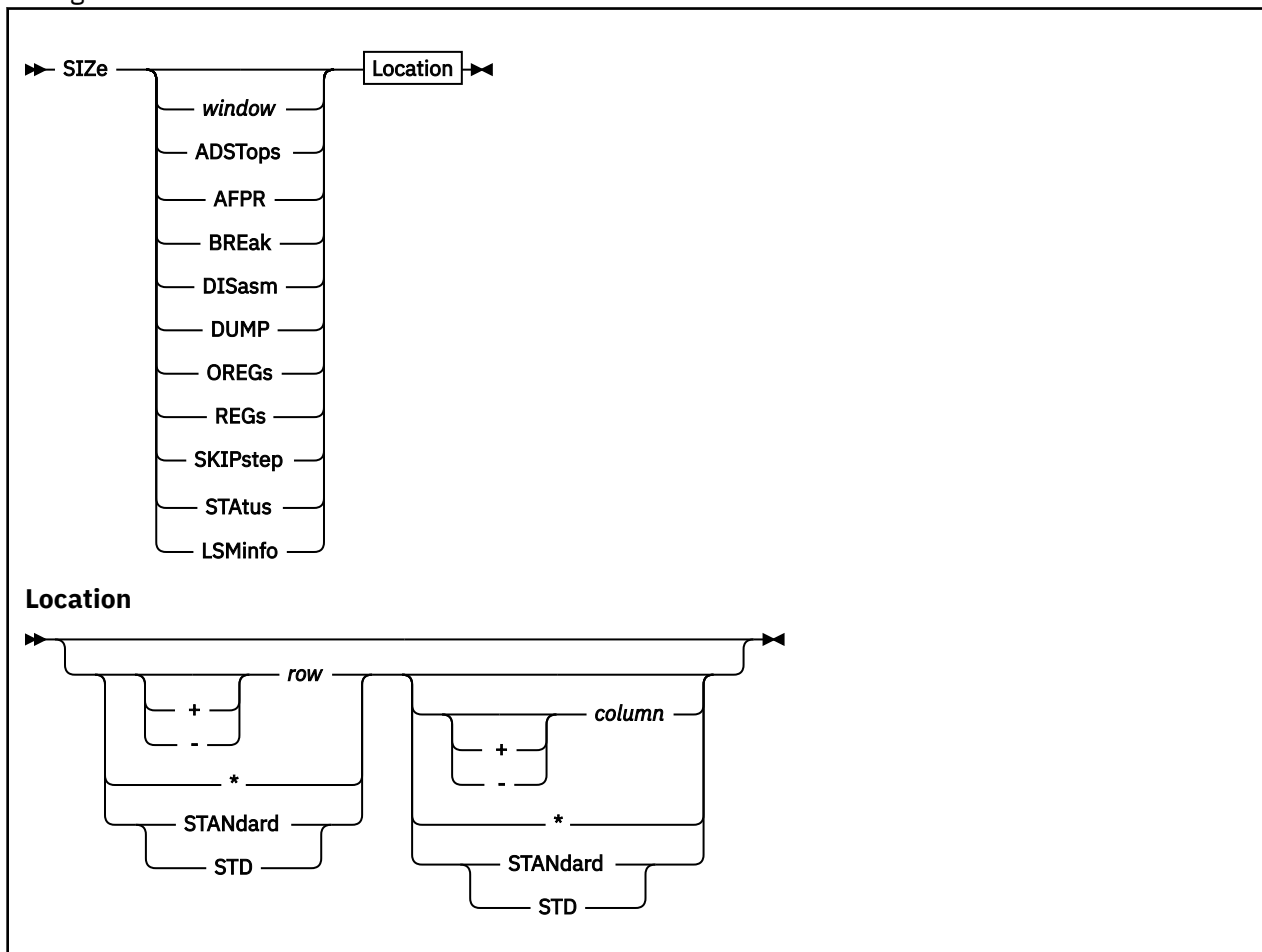 SIZe Location
window
ADSTops
AFPR
BREak
DISasm
DUMP
OREGs
REGs
SKIPstep
STAtus
LSMinfo
Location
row
+ - column
* +
-
STANdard *
STD STANdard
STD